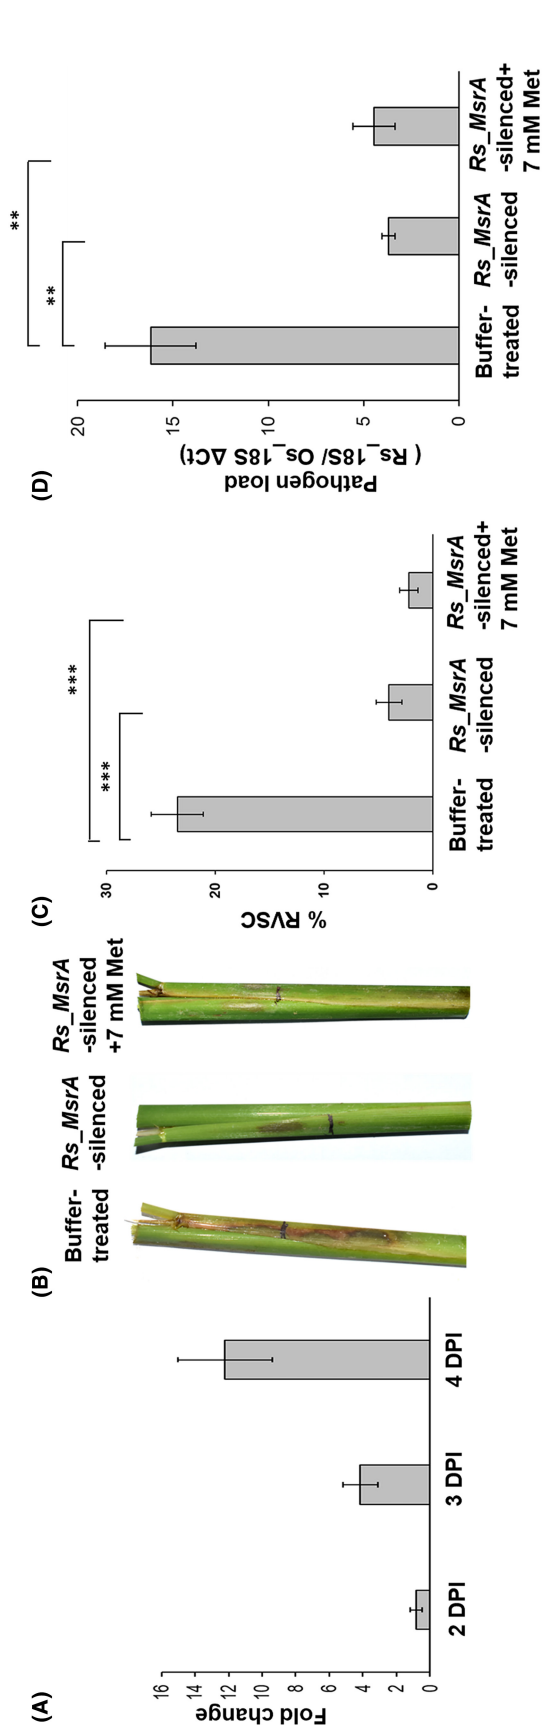 (A)
Fold change
16
14
12
10
8
6
4
2
0
2 DPI
3 DPI
4 DPI
(B)
Buffer-
treated
Rs_MsrA
-silenced
Rs_MsrA
-silenced
+7 mM Met
(C)
% RVSC
30
20
10
0
***
***
Buffer-
treated
Rs_MsrA
-silenced
Rs_MsrA
-silenced+
7 mM Met
(D)
Pathogen load
( Rs_18S/ Os_18S ΔCt)
20
15
10
5
0
**
**
Buffer-
treated
Rs_MsrA
-silenced
Rs_MsrA
-silenced+
7 mM Met